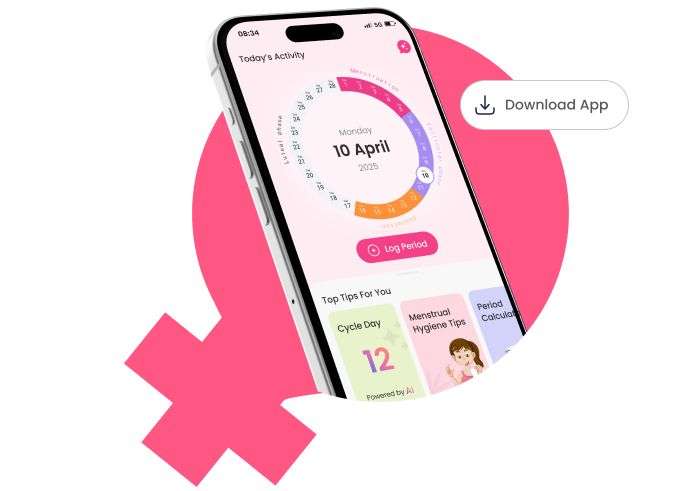 08:34
5G
Today's Activity
Menstruation
1
2
3
4
5
6
7
8
9
10
11
12
13
14
15
16
17
18
19
20
21
22
23
24
25
26
27
28
Follicular Phase
Ovulation
Luteal phase
Monday
10 April
2025
Log Period
Download App
Top Tips For You
Cycle Day
12
Powered by AI
Menstrual
Hygiene Tips
Period